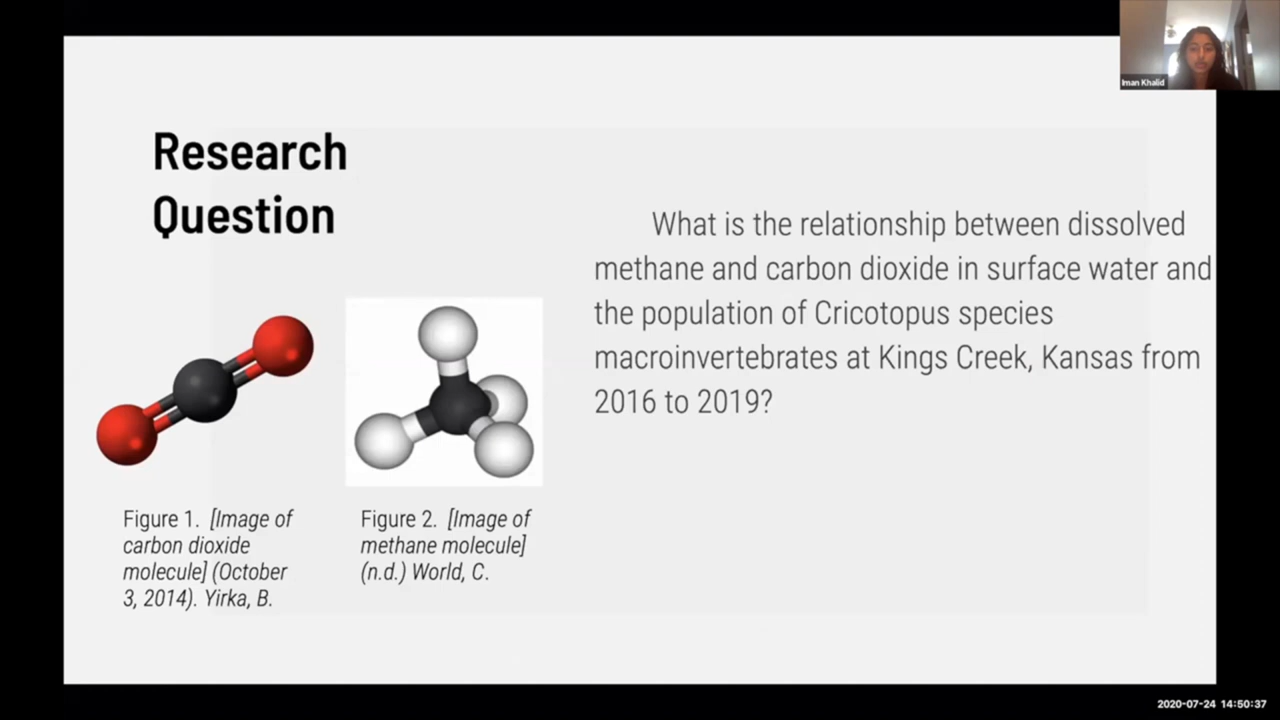 Iman Khalid
Research
Question
What is the relationship between dissolved
methane and carbon dioxide in surface water and
the population of Cricotopus species
macroinvertebrates at Kings Creek, Kansas from
2016 to 2019?
Figure 1. [Image of
carbon dioxide
molecule] (October
3, 2014). Yirka, B.
Figure 2. [Image of
methane molecule]
(n.d.) World, C.
2020-07-24 14:50:37